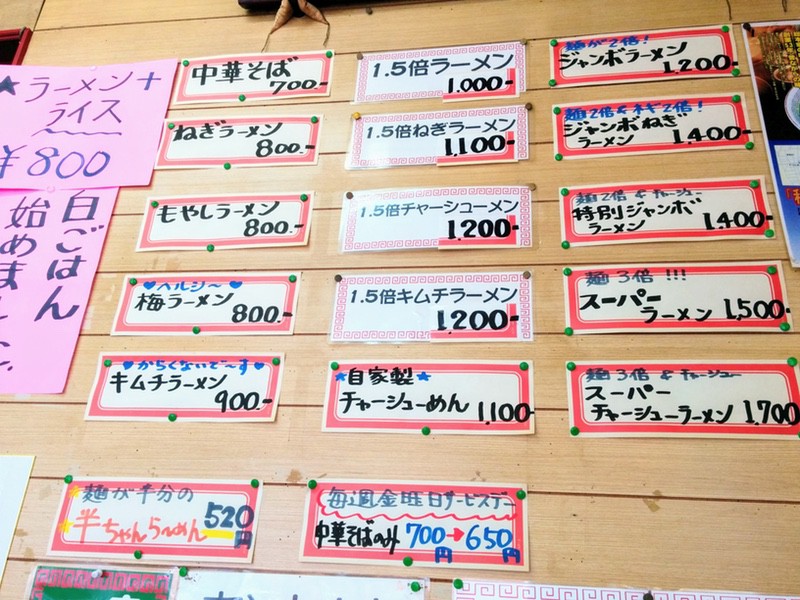 ★ラーメン+
ライス
¥800
白ごはん
始めました
中華そば
700.-
ねぎラーメン
800.-
もやしラーメン
800.-
♥ヘルシ〜♥
梅ラーメン
800.-
♥からくないで〜す♥
キムチラーメン
900.-
1.5倍ラーメン
1,000-
1.5倍ねぎラーメン
1,100-
1.5倍チャーシューメン
1,200-
1.5倍キムチラーメン
1,200-
★自家製★
チャーシューめん 1,100-
麺が2倍!
ジャンボラーメン
1,200-
麺2倍&ネギ2倍!
ジャンボねぎ
ラーメン
1,400-
麺2倍&チャーシュー
特別ジャンボ
ラーメン
1,400-
麺3倍!!!
スーパー
ラーメン 1,500-
麺3倍&チャーシュー
スーパー
チャーシューラーメン 1,700
★麺が半分の
★半ちゃんら〜めん 520円
毎週金曜日サービスデー
中華そばのみ 700円→650円